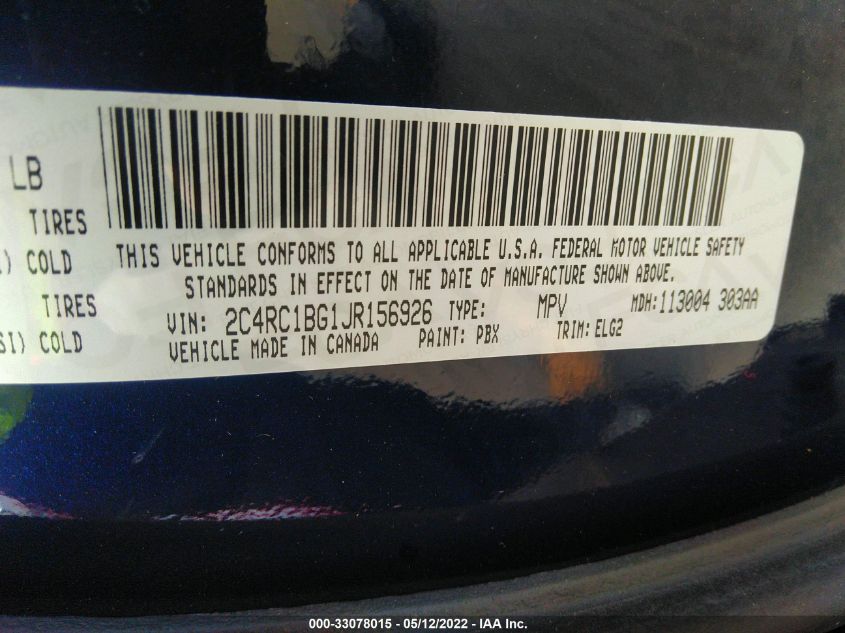 LB
TIRES
I) COLD
TIRES
SI) COLD
THIS VEHICLE CONFORMS TO ALL APPLICABLE U.S.A. FEDERAL MOTOR VEHICLE SAFETY
STANDARDS IN EFFECT ON THE DATE OF MANUFACTURE SHOWN ABOVE.
VIN: 2C4RC1BG1JR156926 TYPE: MPV MDH:113004 303AA
VEHICLE MADE IN CANADA PAINT: PBX TRIM: ELG2
000-33078015 - 05/12/2022 - IAA Inc.